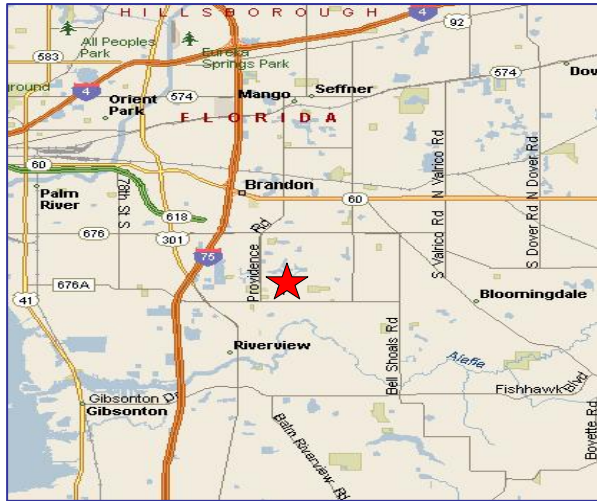 HILLSBOROUGH
4
92
All Peoples
Park
Eureka
Springs Park
583
574
Dov
ground
4
Orient
Park
574
Mango
Seffner
FLORIDA
60
Palm
River
78th St S
Brandon
60
N Valrico Rd
N Dover Rd
618
676
301
75
Providence Rd
S Valrico Rd
S Dover Rd
676A
41
Bloomingdale
Riverview
Bell Shoals Rd
Alafia
Fishhawk Blvd
Gibsonton Dr
Gibsonton
Balm Riverview Rd
Boyette Rd